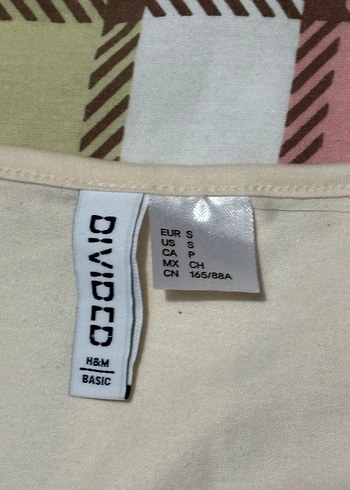 DIVIDED
H&M
BASIC
EUR S
US S
CA P
MX CH
CN 165/88A